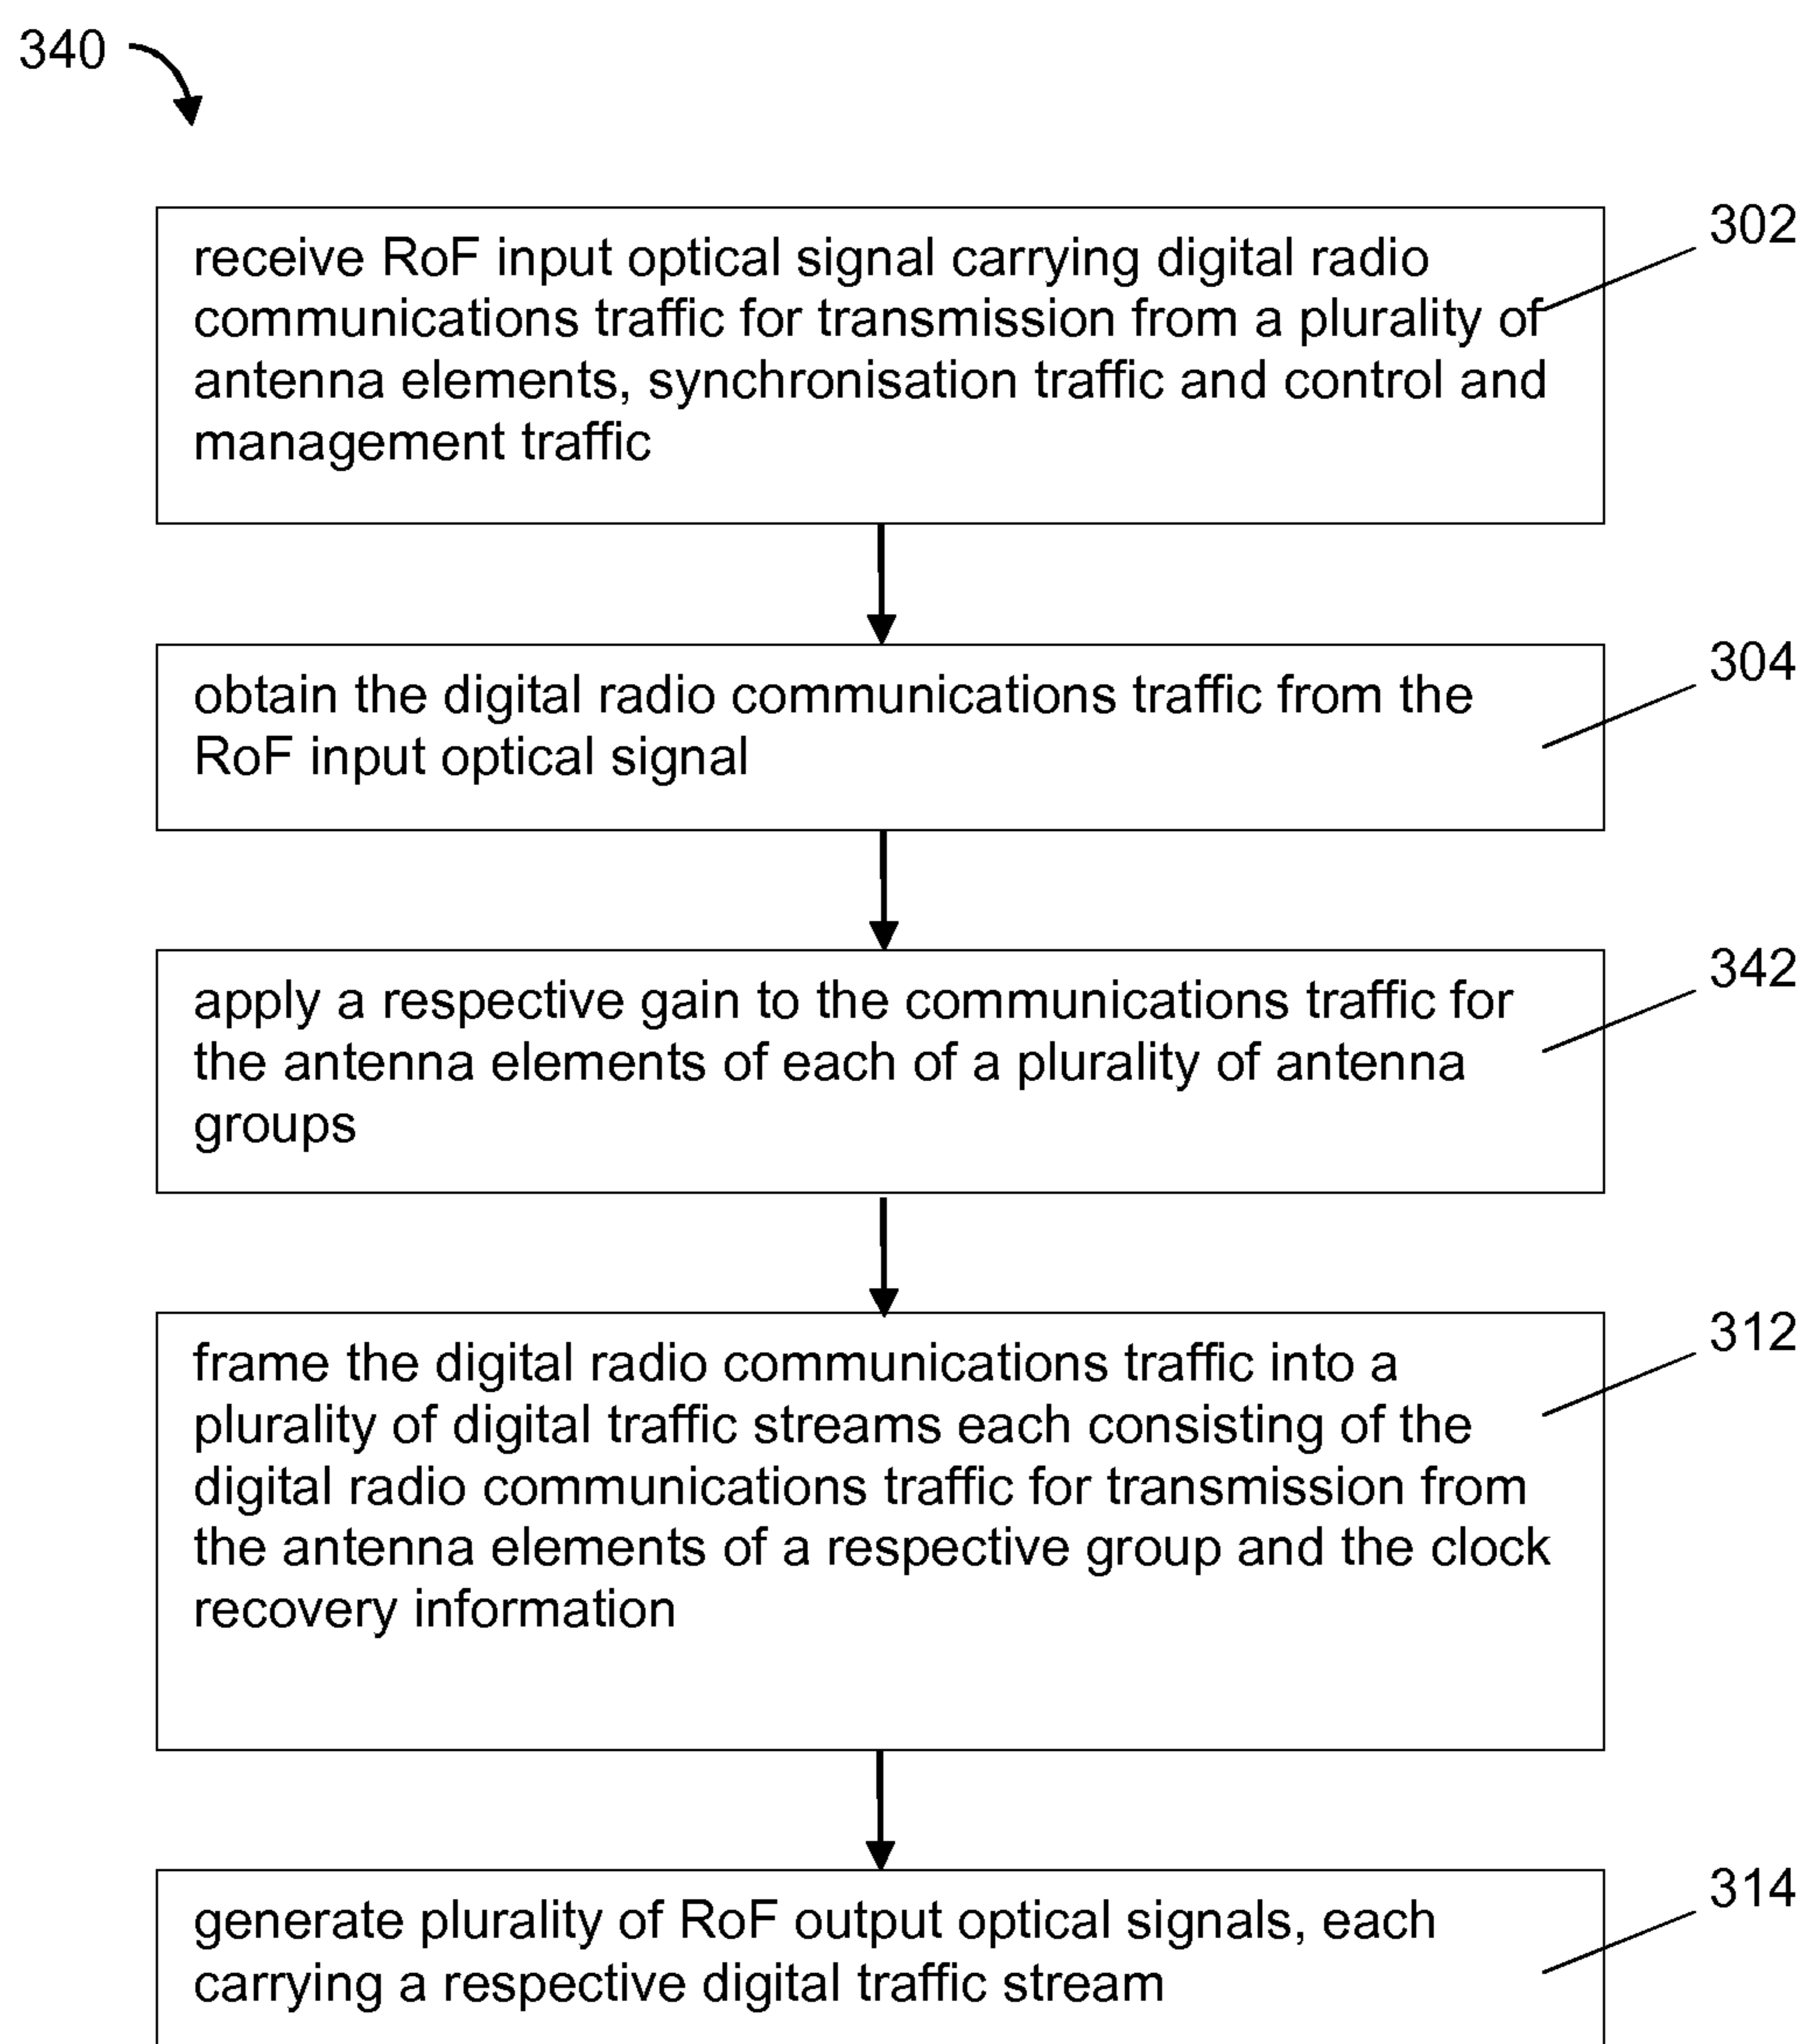 340
302
receive RoF input optical signal carrying digital radio
communications traffic for transmission from a plurality of
antenna elements, synchronisation traffic and control and
management traffic
304
obtain the digital radio communications traffic from the
RoF input optical signal
342
apply a respective gain to the communications traffic for
the antenna elements of each of a plurality of antenna
groups
312
frame the digital radio communications traffic into a
plurality of digital traffic streams each consisting of the
digital radio communications traffic for transmission from
the antenna elements of a respective group and the clock
recovery information
314
generate plurality of RoF output optical signals, each
carrying a respective digital traffic stream